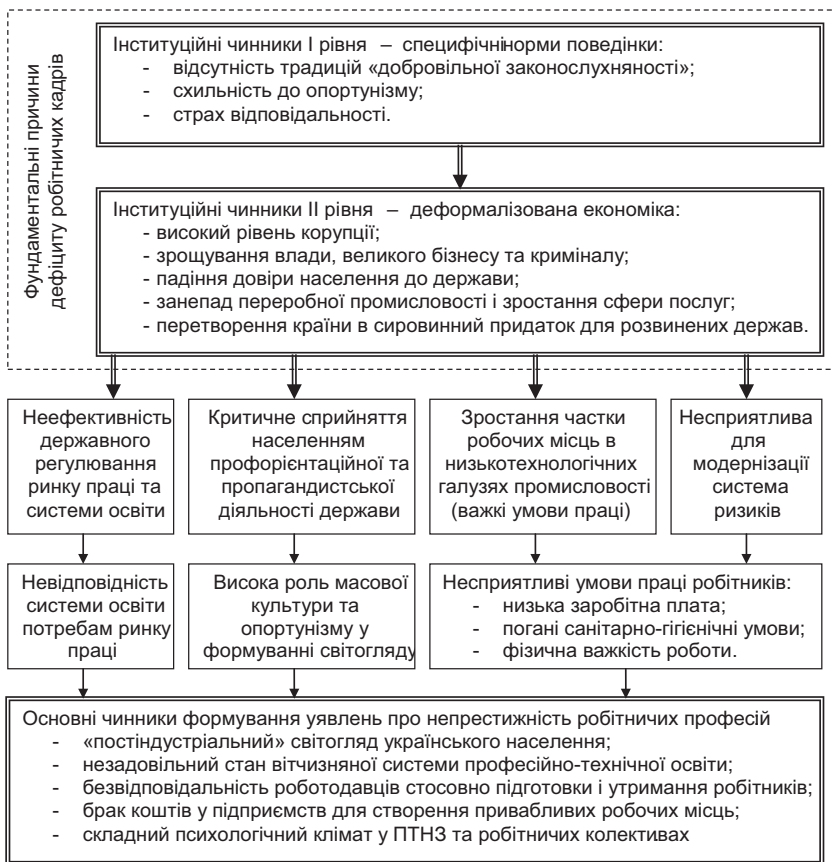 Фундаментальні причини
дефіциту робітничих кадрів
Інституційні чинники І рівня – специфічнінорми поведінки:
- відсутність традицій «добровільної законослухняності»;
- схильність до опортунізму;
- страх відповідальності.
Інституційні чинники ІІ рівня – деформалізована економіка:
- високий рівень корупції;
- зрощування влади, великого бізнесу та криміналу;
- падіння довіри населення до держави;
- занепад переробної промисловості і зростання сфери послуг;
- перетворення країни в сировинний придаток для розвинених держав.
Неефективність
державного
регулювання
ринку праці та
системи освіти
Критичне сприйняття
населенням
профорієнтаційної та
пропагандистської
діяльності держави
Зростання частки
робочих місць в
низькотехнологічних
галузях промисловості
(важкі умови праці)
Несприятлива
для
модернізації
система
ризиків
Невідповідність
системи освіти
потребам ринку
праці
Висока роль масової
культури та
опортунізму у
формуванні світогляду
Несприятливі умови праці робітників:
- низька заробітна плата;
- погані санітарно-гігієнічні умови;
- фізична важкість роботи.
Основні чинники формування уявлень про непрестижність робітничих професій
- «постіндустріальний» світогляд українського населення;
- незадовільний стан вітчизняної системи професійно-технічної освіти;
- безвідповідальність роботодавців стосовно підготовки і утримання робітників;
- брак коштів у підприємств для створення привабливих робочих місць;
- складний психологічний клімат у ПТНЗ та робітничих колективах